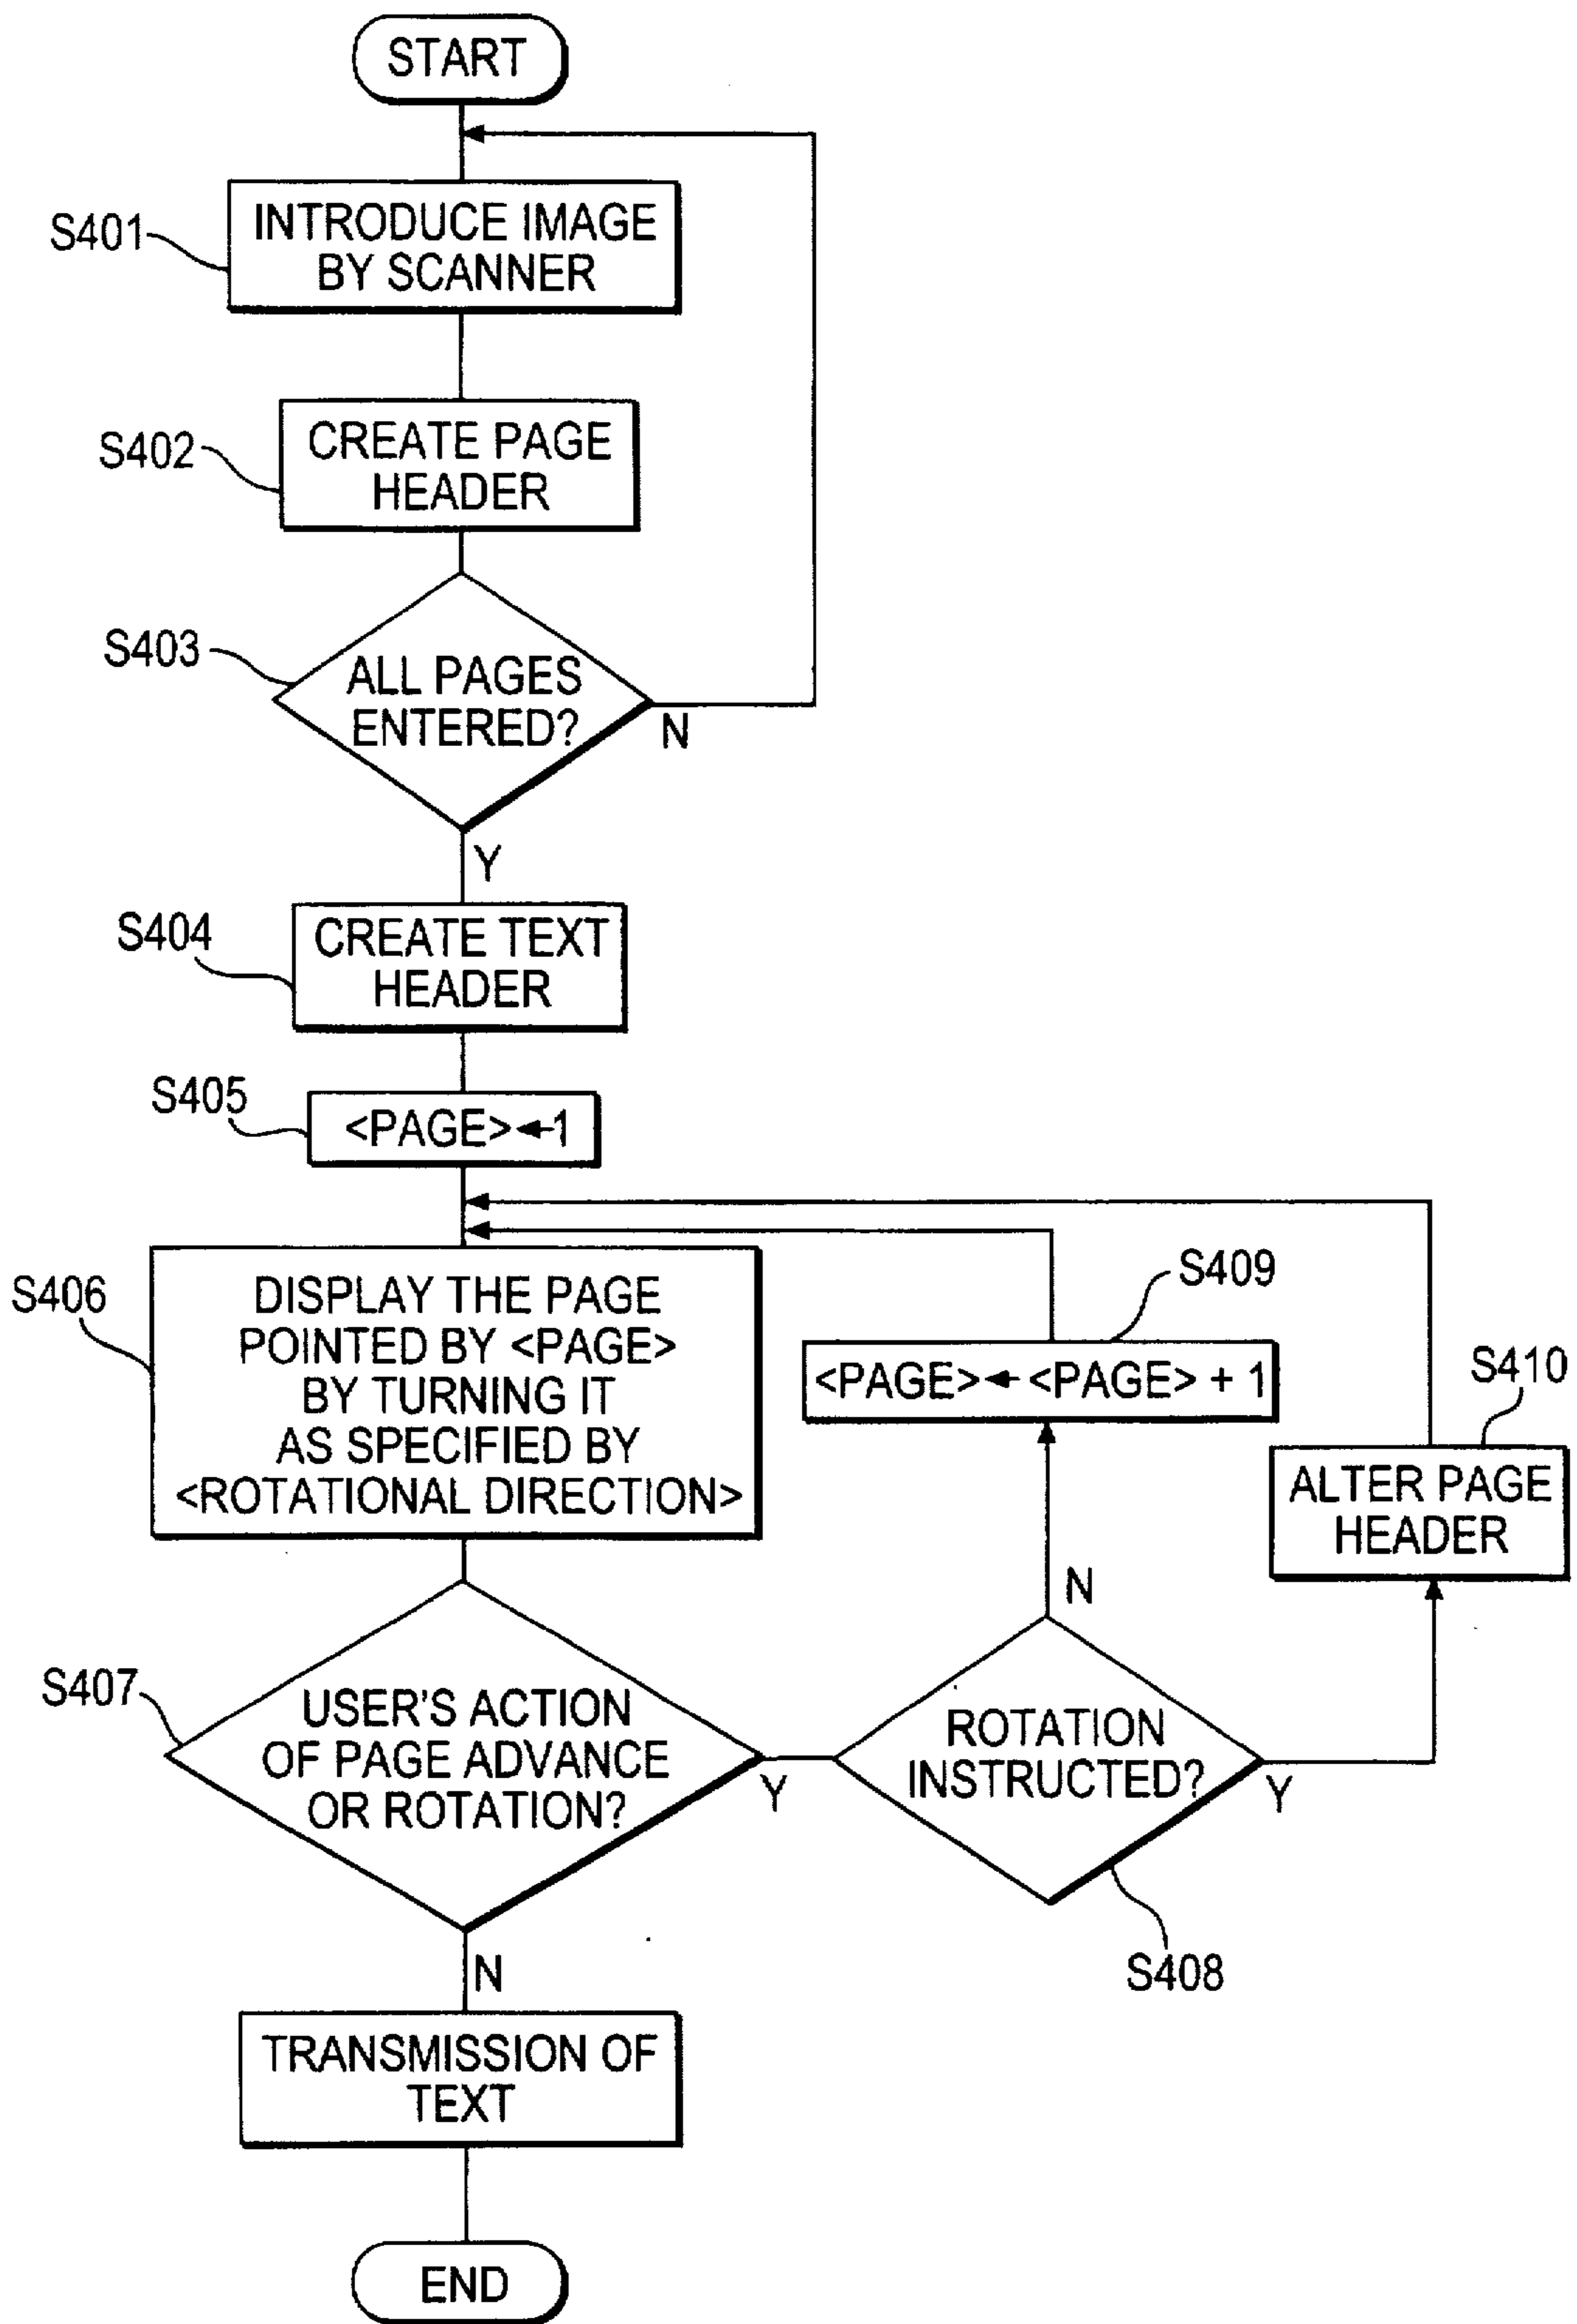 START
S401
INTRODUCE IMAGE
BY SCANNER
S402
CREATE PAGE
HEADER
S403
ALL PAGES
ENTERED?
N
Y
S404
CREATE TEXT
HEADER
S405
<PAGE>←1
S406
DISPLAY THE PAGE
POINTED BY <PAGE>
BY TURNING IT
AS SPECIFIED BY
<ROTATIONAL DIRECTION>
S409
<PAGE>←<PAGE> + 1
S410
ALTER PAGE
HEADER
S407
USER'S ACTION
OF PAGE ADVANCE
OR ROTATION?
Y
N
ROTATION
INSTRUCTED?
N
Y
S408
TRANSMISSION OF
TEXT
END